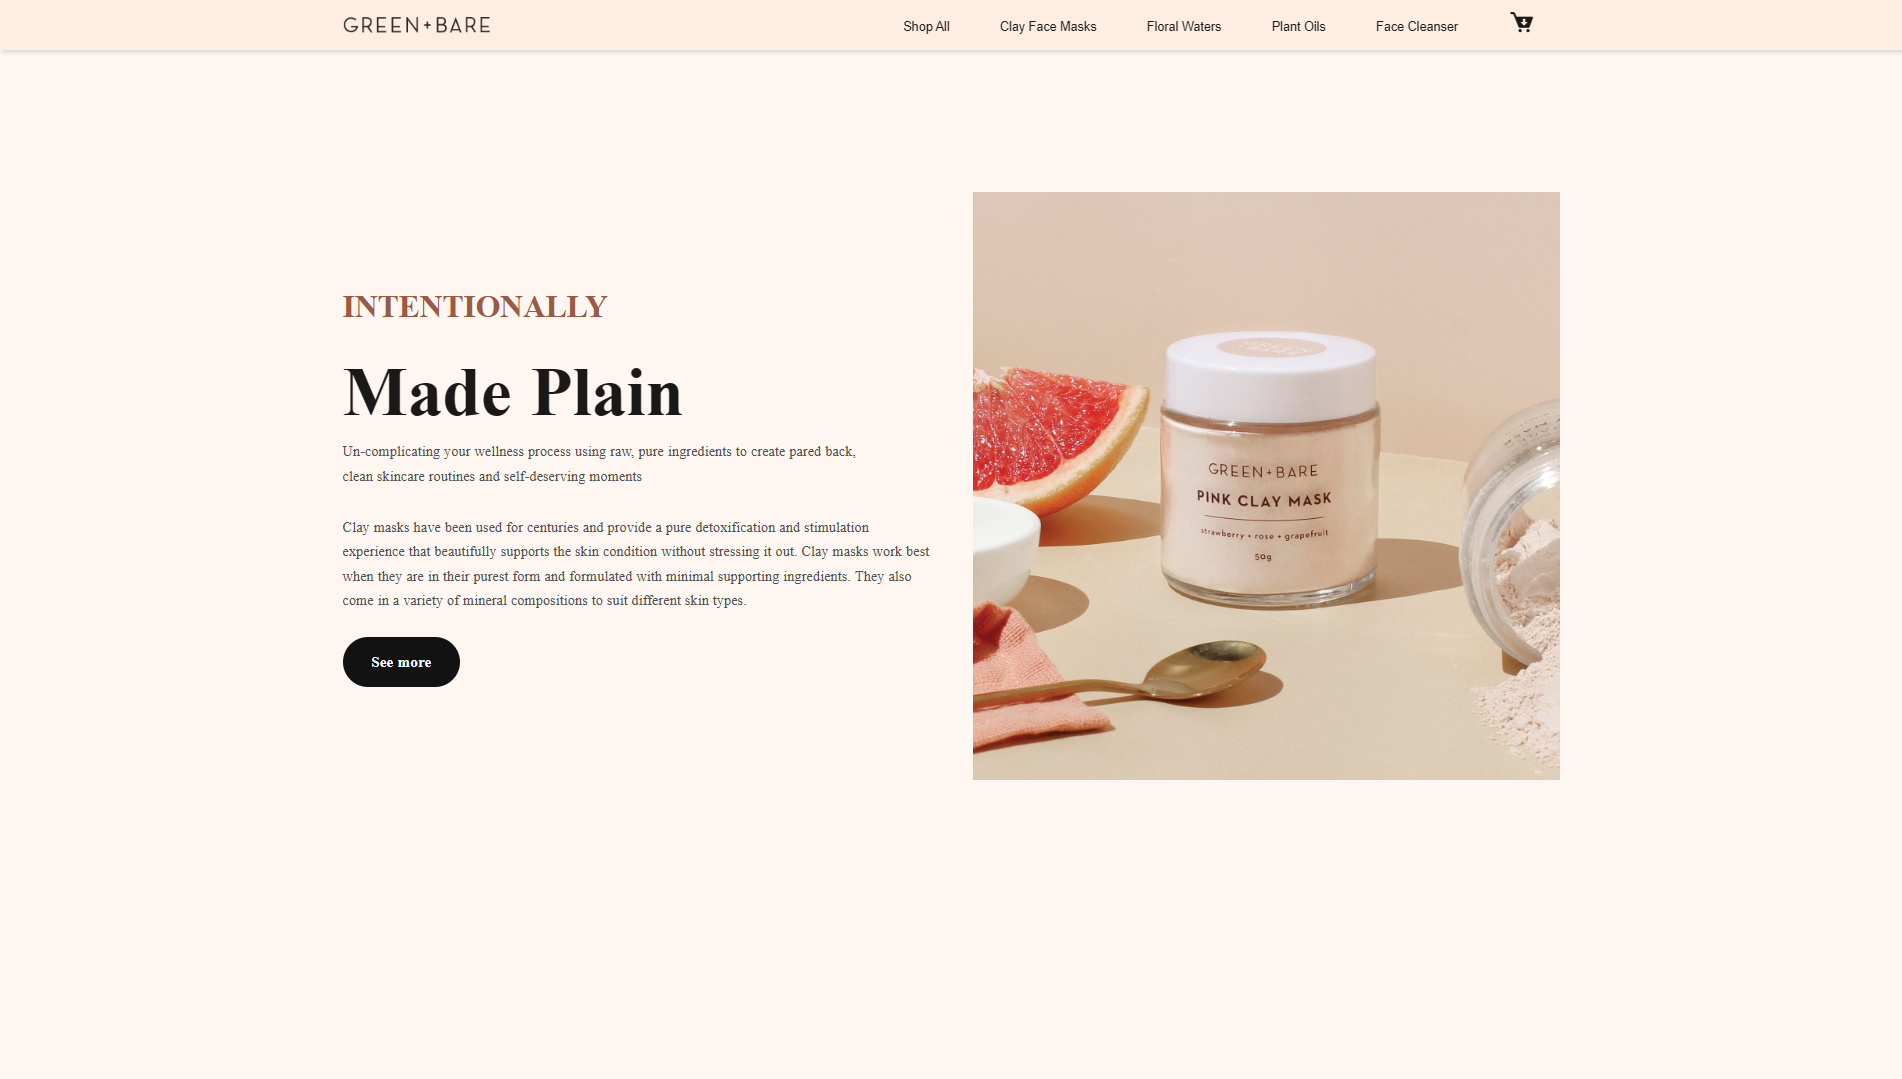 GREEN+BARE
Shop All
Clay Face Masks
Floral Waters
Plant Oils
Face Cleanser
INTENTIONALLY
Made Plain
Un-complicating your wellness process using raw, pure ingredients to create pared back,
clean skincare routines and self-deserving moments
Clay masks have been used for centuries and provide a pure detoxification and stimulation
experience that beautifully supports the skin condition without stressing it out. Clay masks work best
when they are in their purest form and formulated with minimal supporting ingredients. They also
come in a variety of mineral compositions to suit different skin types.
See more
GREEN+BARE
PINK CLAY MASK
strawberry + rose + grapefruit
50g